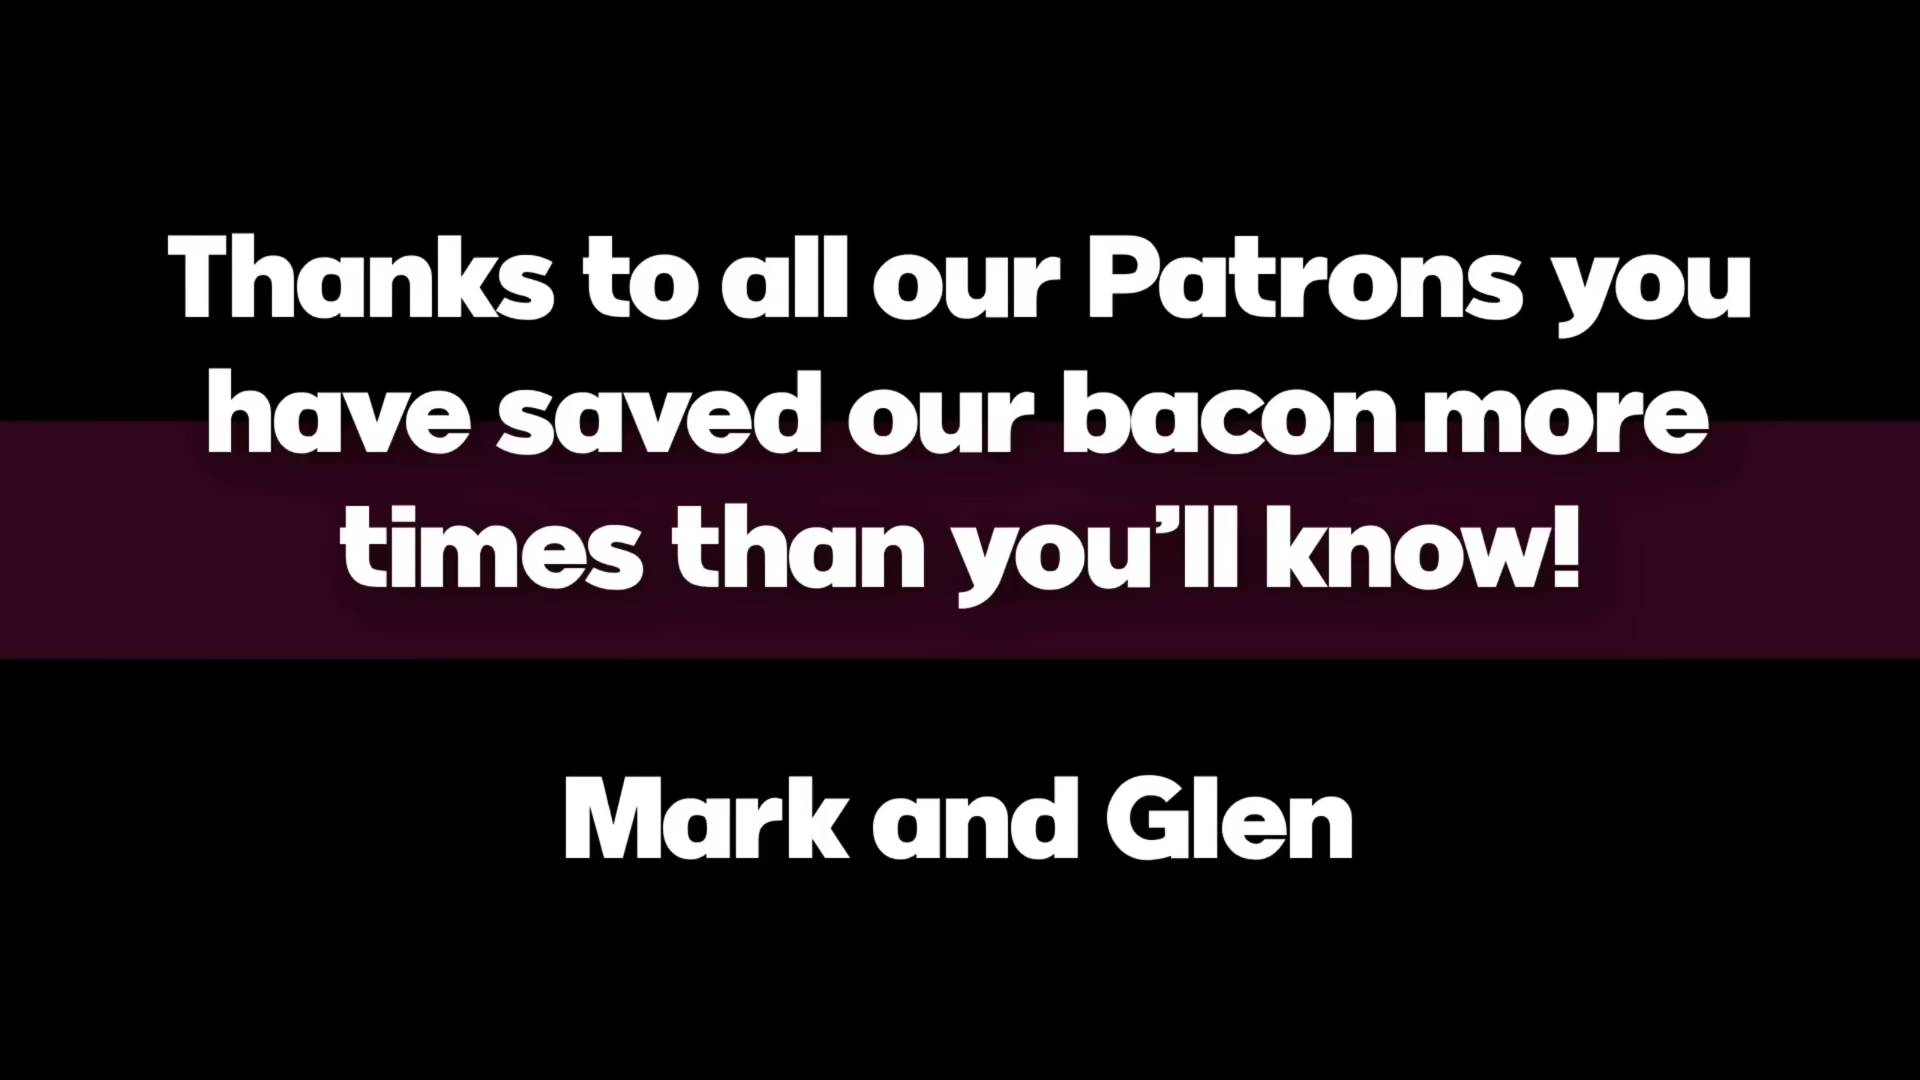 Thanks to all our Patrons you
have saved our bacon more
times than you’ll know!
Mark and Glen